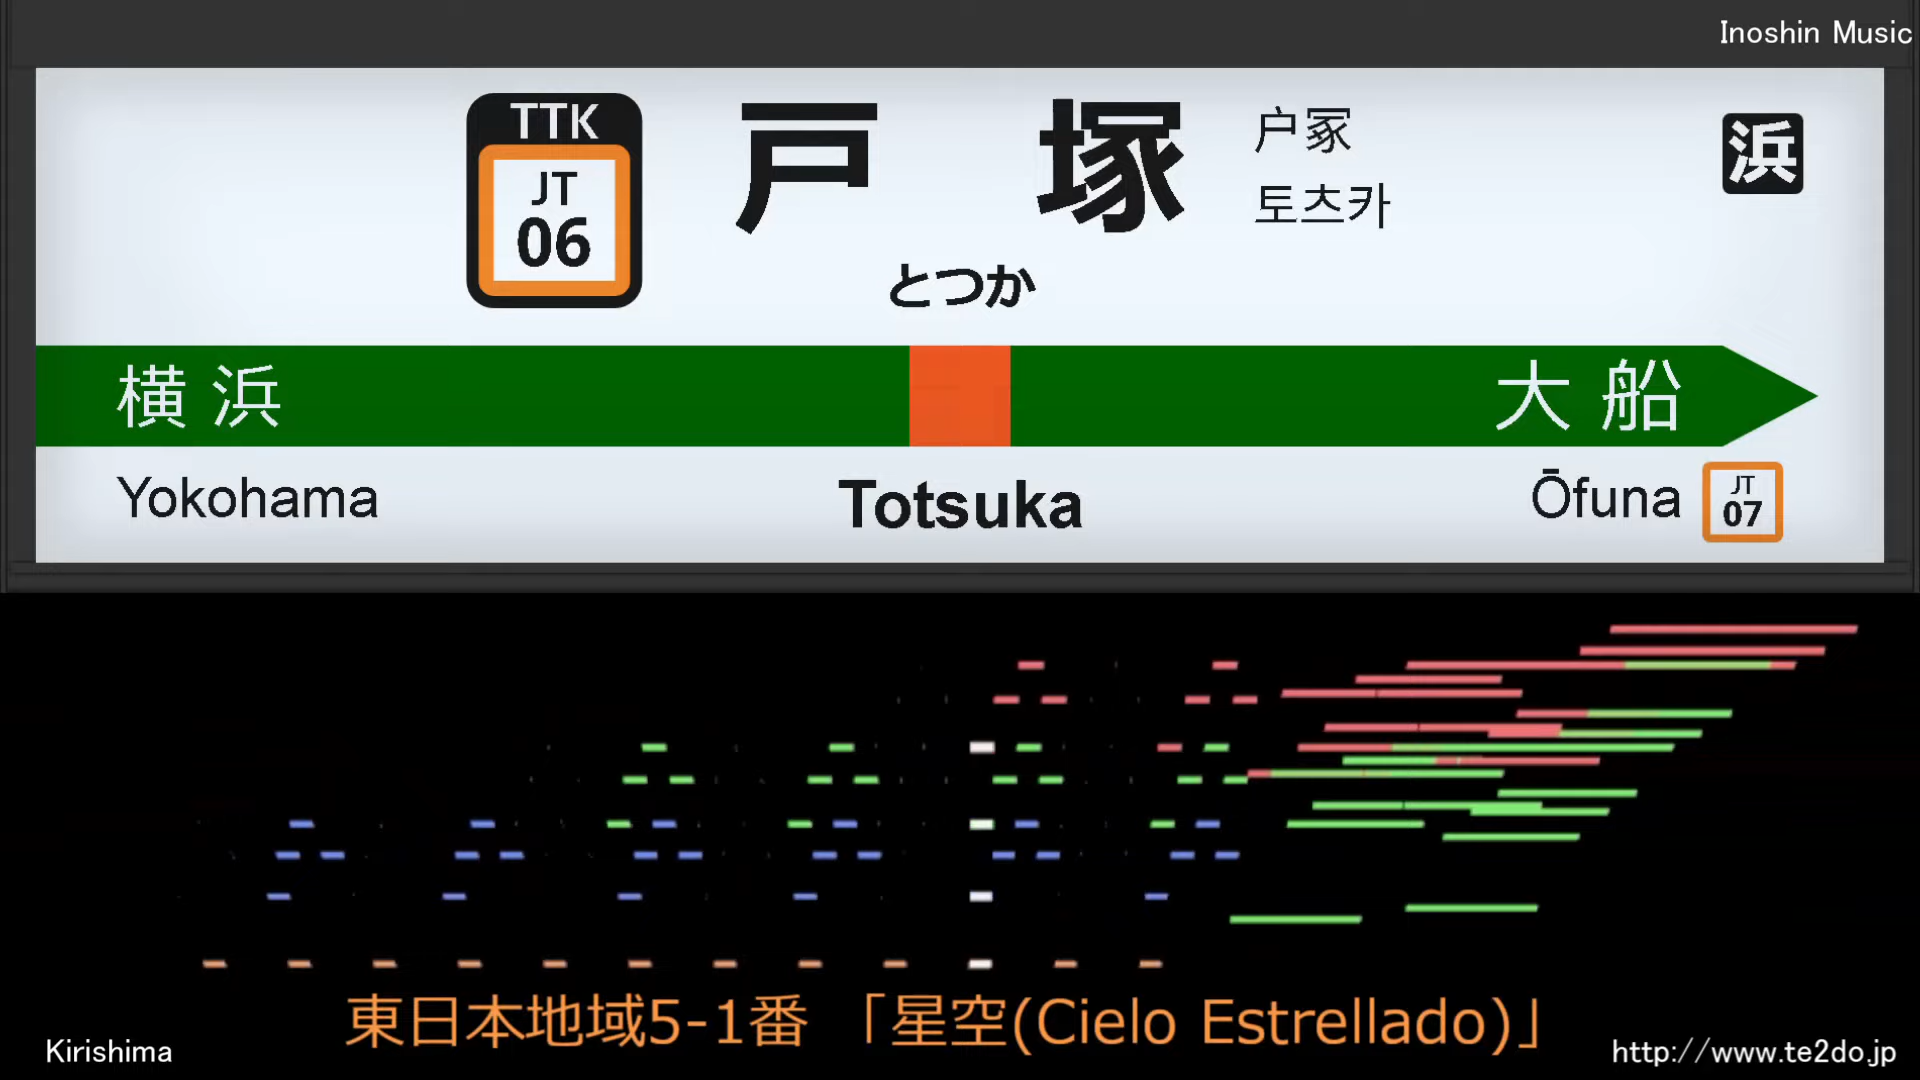 Inoshin Music
TTK
JT
06
戸 塚
户冢
토츠카
浜
とつか
横浜
大船
Yokohama
Totsuka
Ōfuna
JT
07
東日本地域5-1番 「星空(Cielo Estrellado)」
Kirishima
http://www.te2do.jp